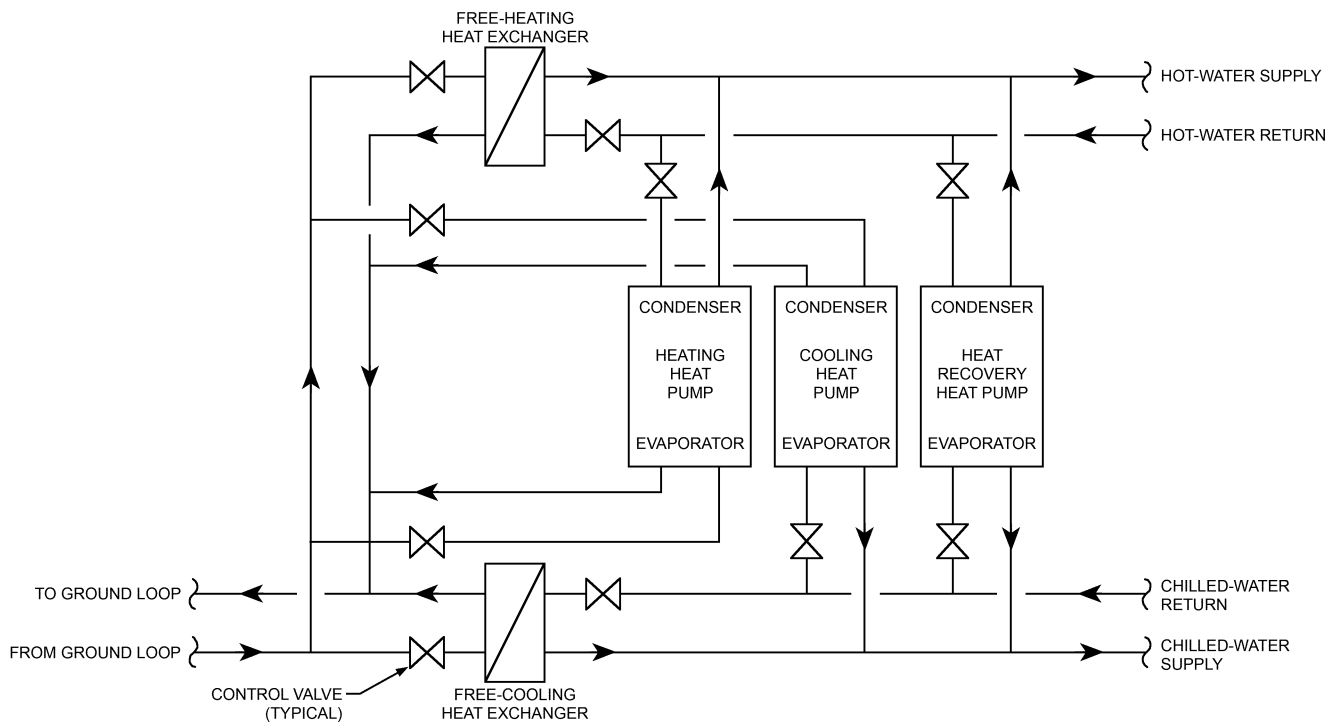 FREE-HEATING
HEAT EXCHANGER
HOT-WATER SUPPLY
HOT-WATER RETURN
CONDENSER
HEATING
HEAT
PUMP
EVAPORATOR
CONDENSER
COOLING
HEAT
PUMP
EVAPORATOR
CONDENSER
HEAT
RECOVERY
HEAT PUMP
EVAPORATOR
TO GROUND LOOP
FROM GROUND LOOP
CHILLED-WATER
RETURN
CHILLED-WATER
SUPPLY
CONTROL VALVE
(TYPICAL)
FREE-COOLING
HEAT EXCHANGER